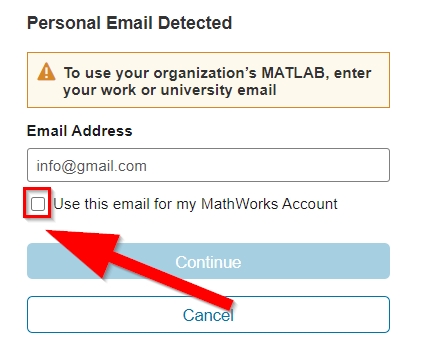 Personal Email Detected
To use your organization's MATLAB, enter
your work or university email
Email Address
info@gmail.com
Use this email for my MathWorks Account
Continue
Cancel